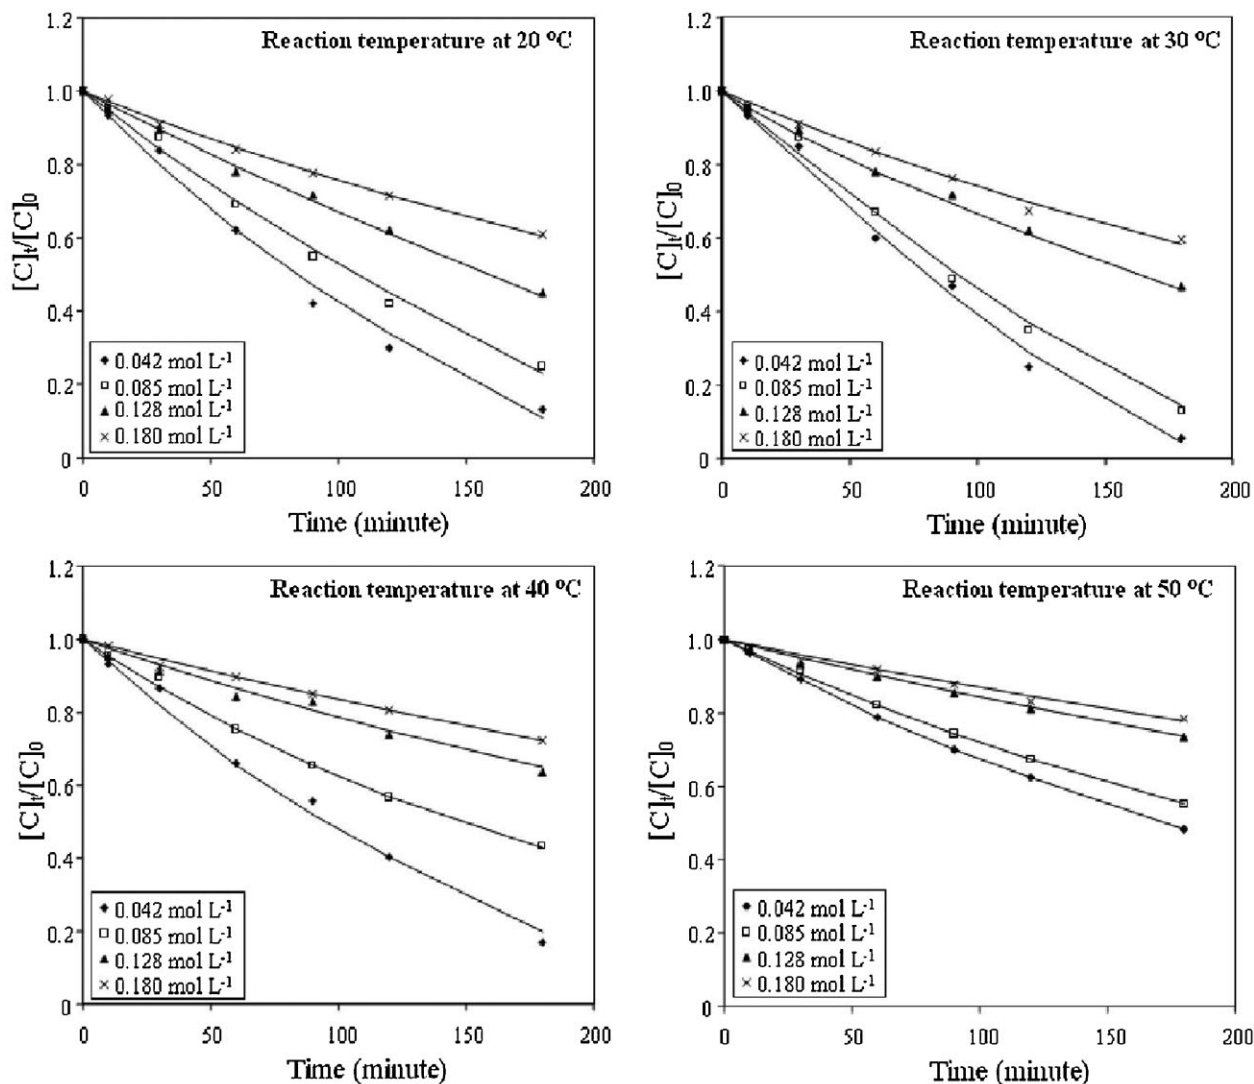 Reaction temperature at 20 °C
[C]t/[C]0
1.2
1.0
0.8
0.6
0.4
0.2
0
0.042 mol L-1
0.085 mol L-1
0.128 mol L-1
0.180 mol L-1
0 50 100 150 200
Time (minute)
Reaction temperature at 30 °C
[C]t/[C]0
1.2
1.0
0.8
0.6
0.4
0.2
0
0.042 mol L-1
0.085 mol L-1
0.128 mol L-1
0.180 mol L-1
0 50 100 150 200
Time (minute)
Reaction temperature at 40 °C
[C]t/[C]0
1.2
1.0
0.8
0.6
0.4
0.2
0
0.042 mol L-1
0.085 mol L-1
0.128 mol L-1
0.180 mol L-1
0 50 100 150 200
Time (minute)
Reaction temperature at 50 °C
[C]t/[C]0
1.2
1.0
0.8
0.6
0.4
0.2
0
0.042 mol L-1
0.085 mol L-1
0.128 mol L-1
0.180 mol L-1
0 50 100 150 200
Time (minute)